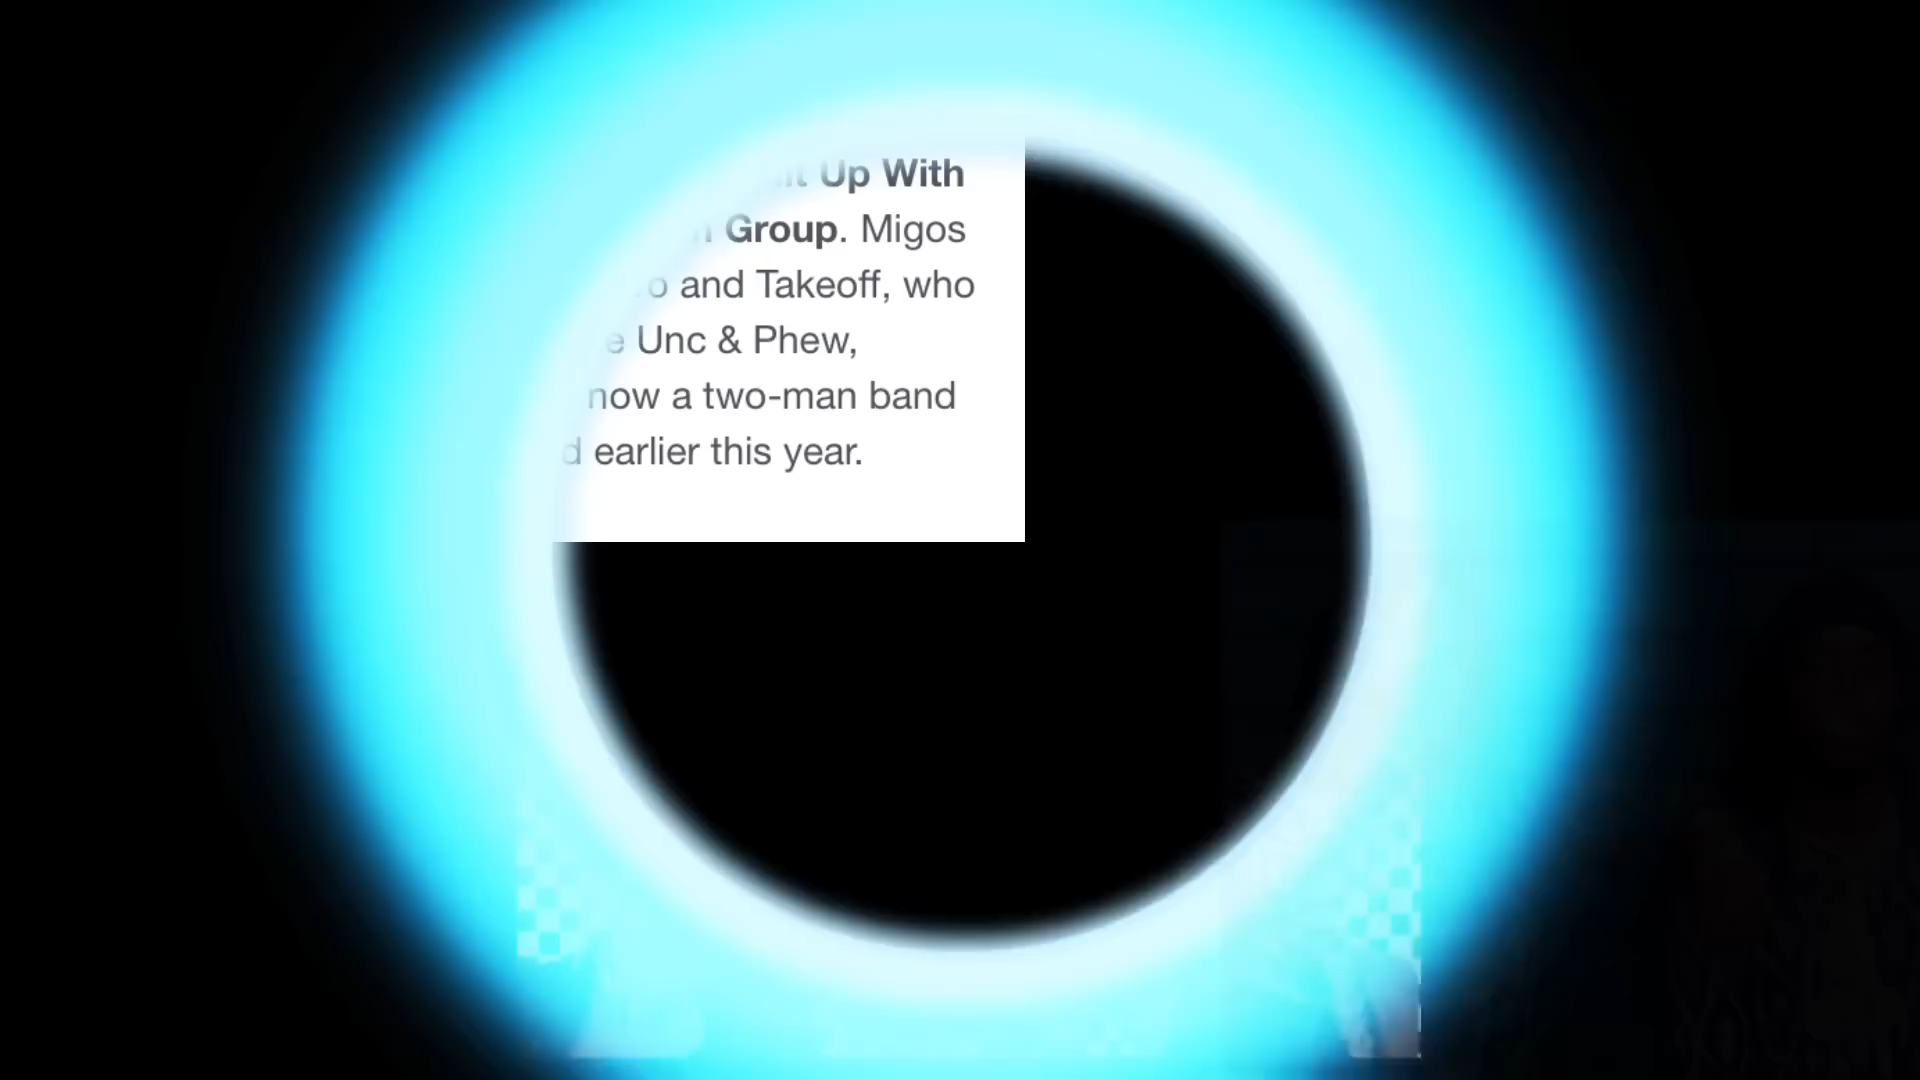 Up With
Group. Migos
and Takeoff, who
Unc & Phew,
now a two-man band
earlier this year.